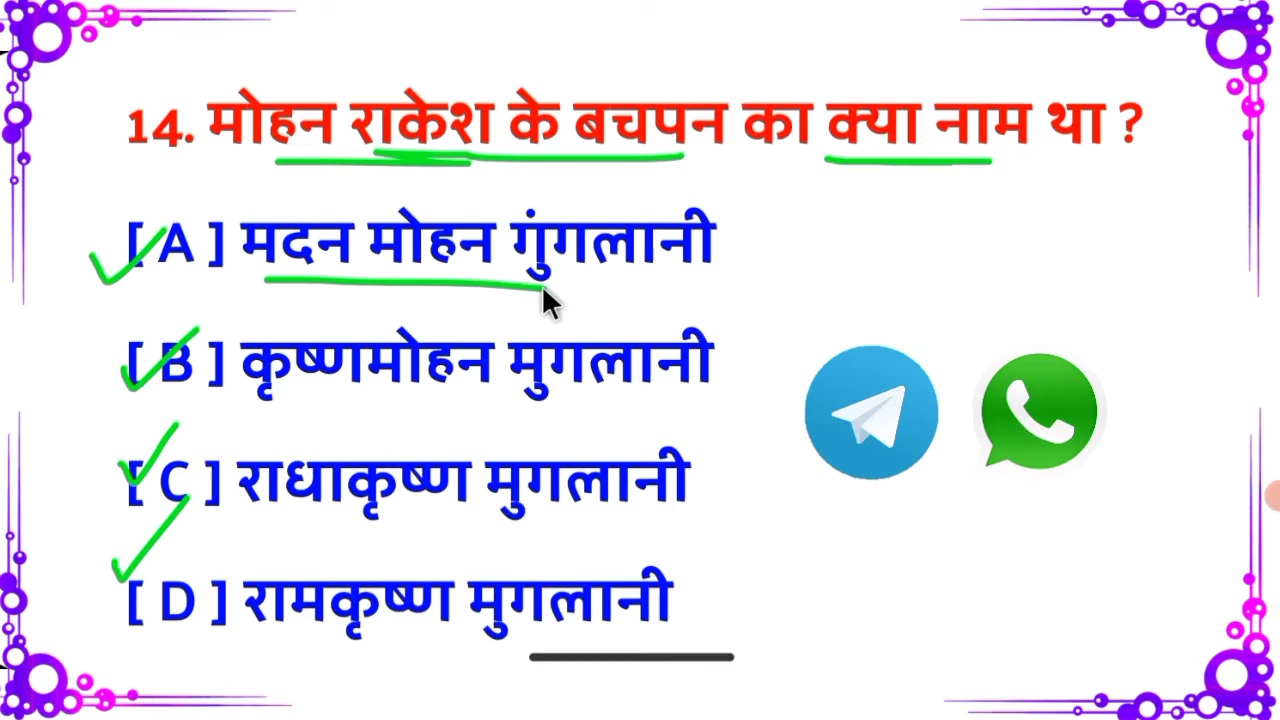 14. मोहन राकेश के बचपन का क्या नाम था ?
[ A ] मदन मोहन गुंगलानी
[ B ] कृष्णमोहन मुगलानी
[ C ] राधाकृष्ण मुगलानी
[ D ] रामकृष्ण मुगलानी